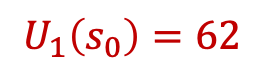 U₁(s₀) = 62